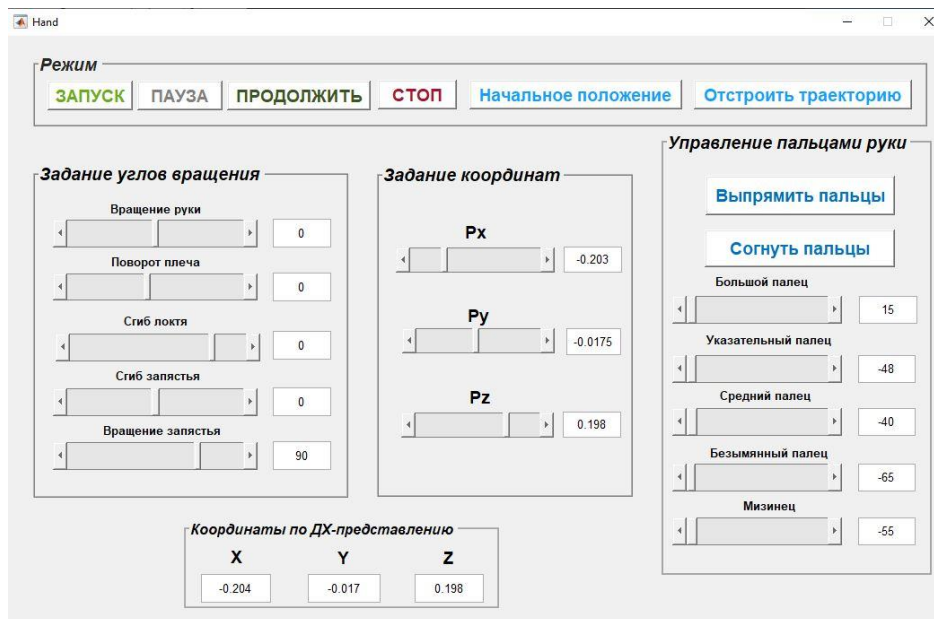 Hand
Режим
ЗАПУСК ПАУЗА ПРОДОЛЖИТЬ СТОП Начальное положение Отстроить траекторию
Задание углов вращения
Вращение руки
0
Поворот плеча
0
Сгиб локтя
0
Сгиб запястья
0
Вращение запястья
90
Задание координат
Px
-0.203
Py
-0.0175
Pz
0.198
Управление пальцами руки
Выпрямить пальцы
Согнуть пальцы
Большой палец
15
Указательный палец
-48
Средний палец
-40
Безымянный палец
-65
Мизинец
-55
Координаты по ДХ-представлению
X Y Z
-0.204 -0.017 0.198